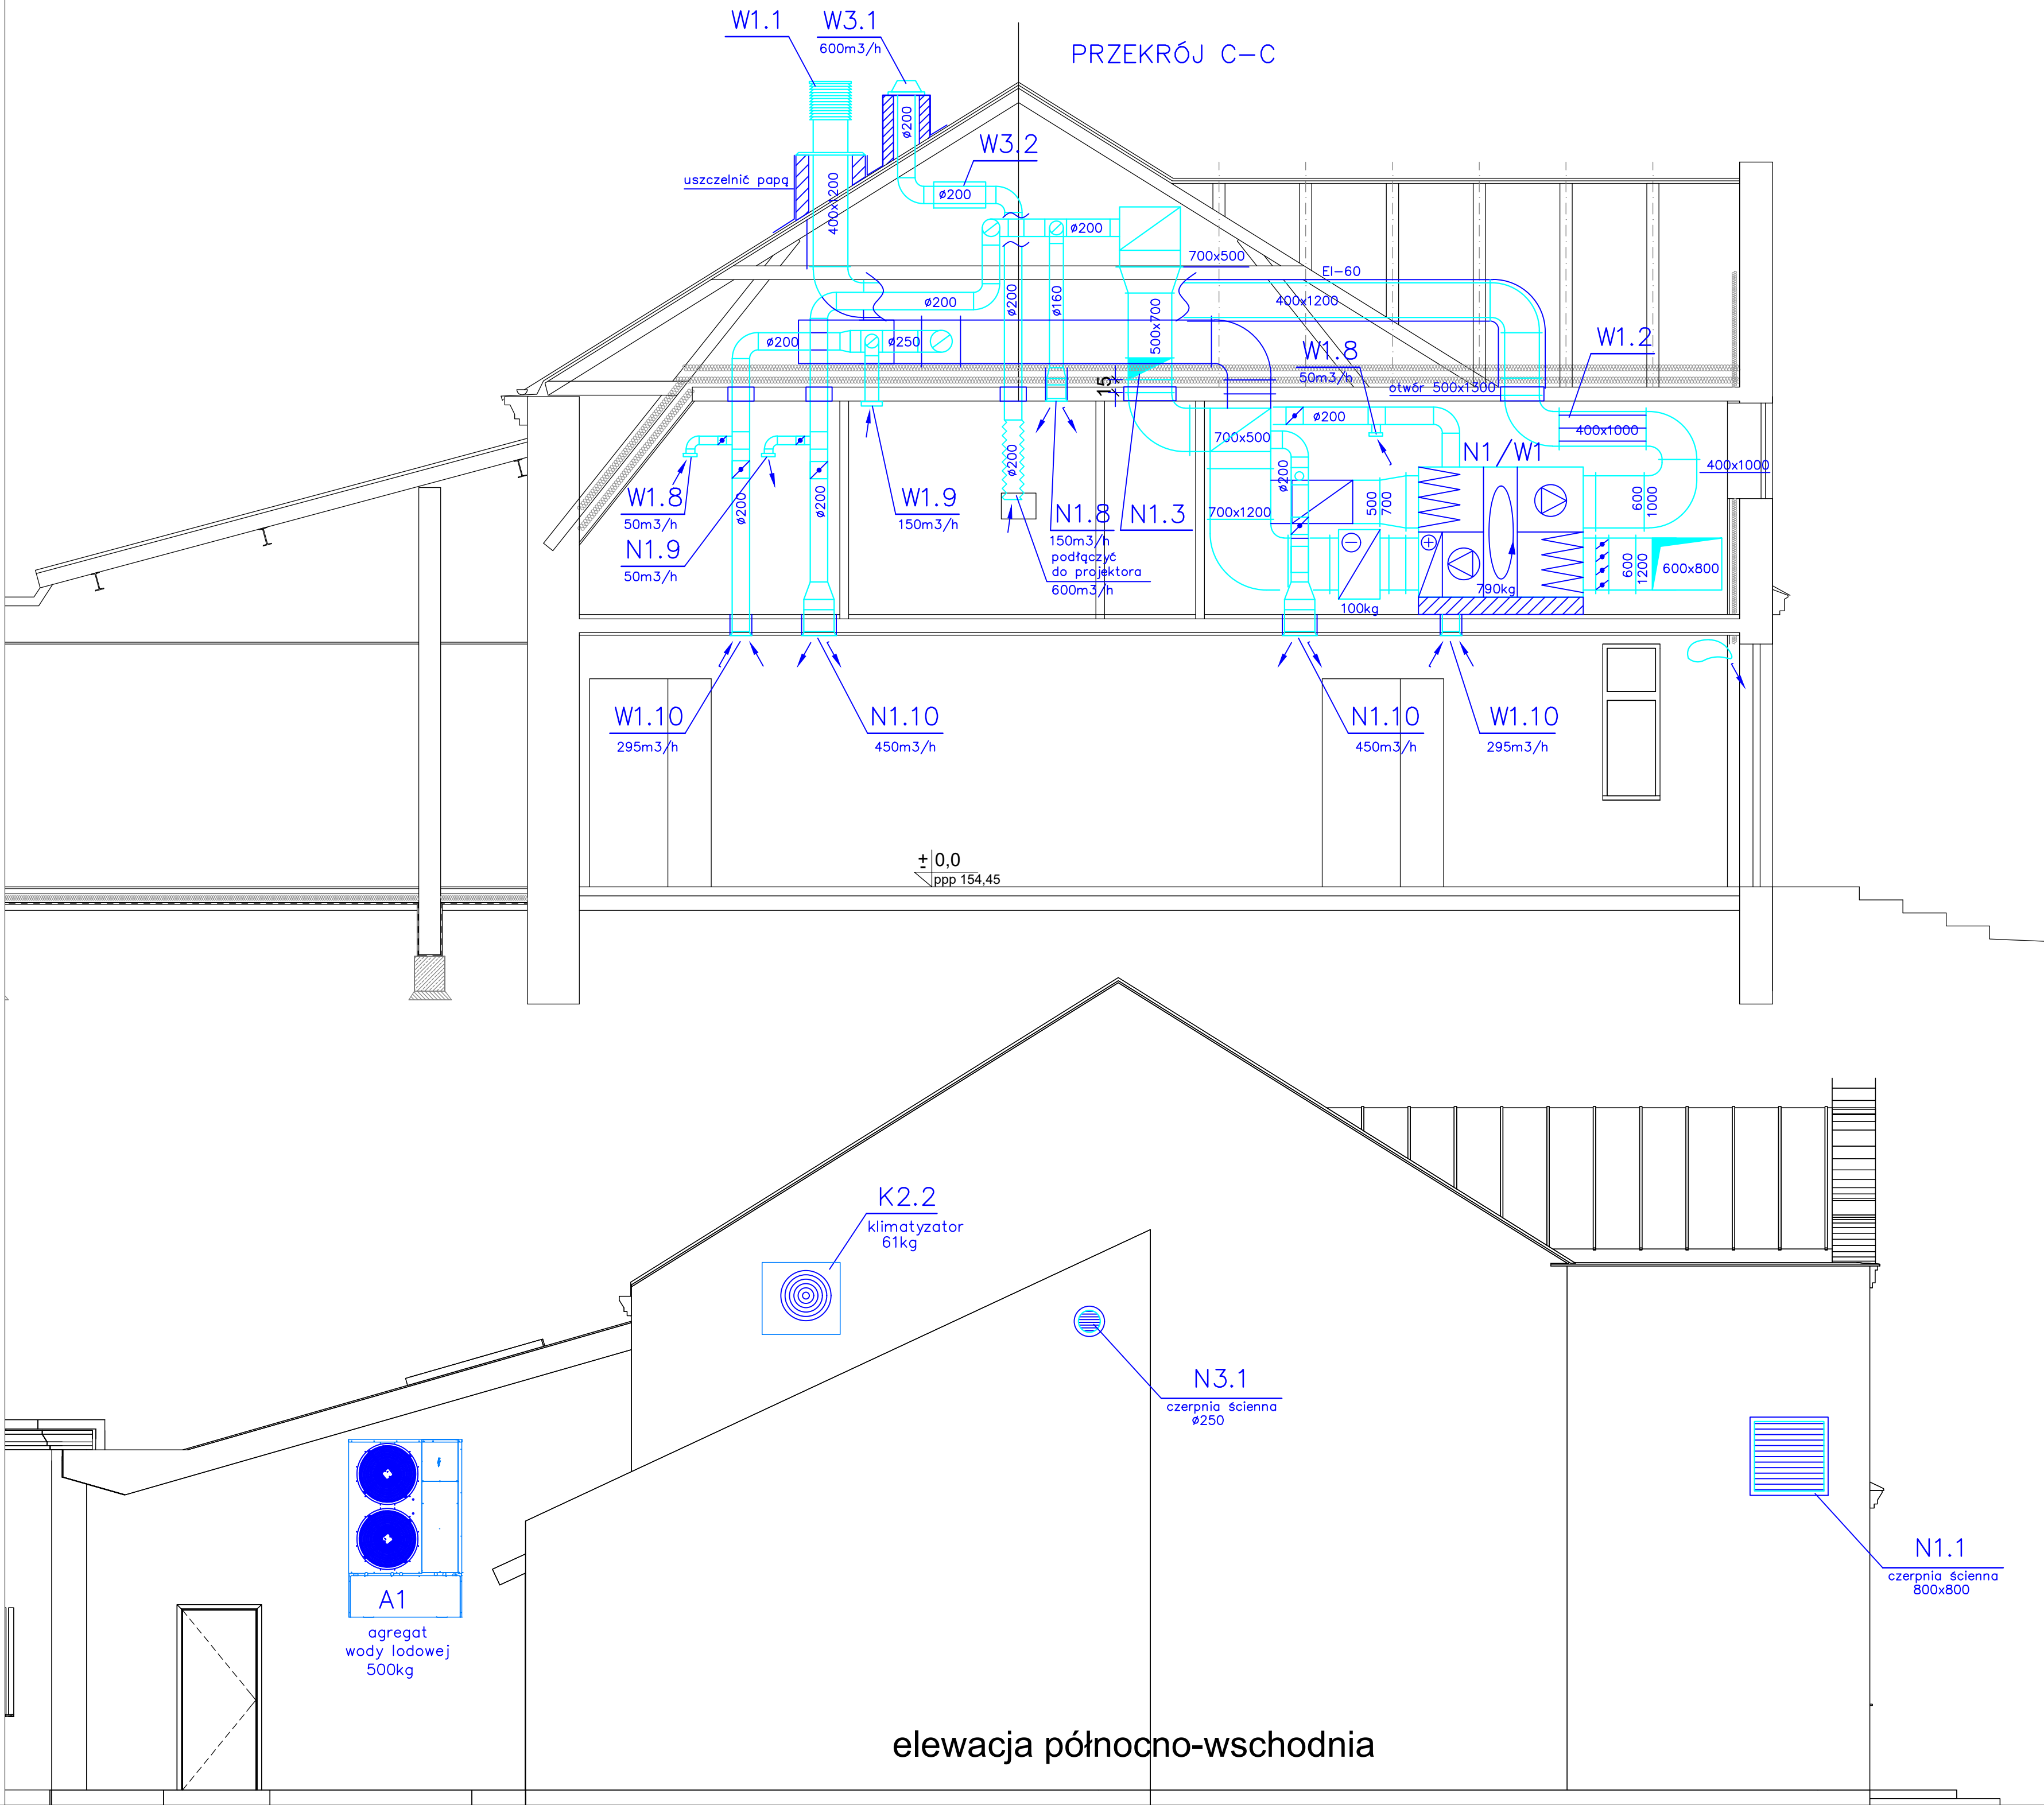 W1.1
W3.1
600m3/h
PRZEKRÓJ C-C
ø200
W3.2
uszczelnić papą
400x1200
ø200
ø200
700x500
EI-60
ø200
ø200
ø160
400x1200
500x700
W1.2
ø200
ø250
W1.8
50m3/h
15
otwór 500x1300
ø200
400x1000
700x500
N1/W1
400x1000
ø200
ø200
W1.8
50m3/h
ø200
ø200
W1.9
150m3/h
N1.8
150m3/h
podłączyć
do projektora
600m3/h
N1.3
700x1200
500
700
600
1000
N1.9
50m3/h
600
1200
600x800
790kg
100kg
W1.10
295m3/h
N1.10
450m3/h
N1.10
450m3/h
W1.10
295m3/h
± 0,0
ppp 154,45
K2.2
klimatyzator
61kg
N3.1
czerpnia ścienna
ø250
N1.1
czerpnia ścienna
800x800
A1
agregat
wody lodowej
500kg
elewacja północno-wschodnia